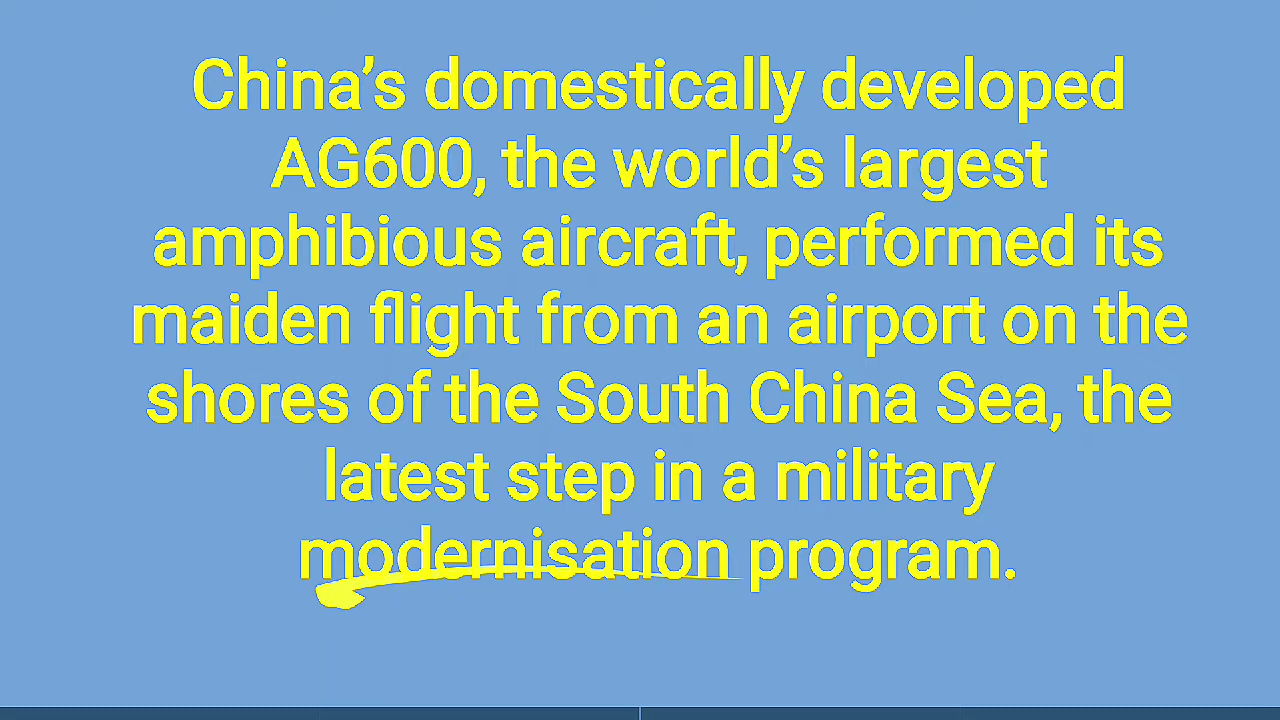 China’s domestically developed
AG600, the world’s largest
amphibious aircraft, performed its
maiden flight from an airport on the
shores of the South China Sea, the
latest step in a military
modernisation program.